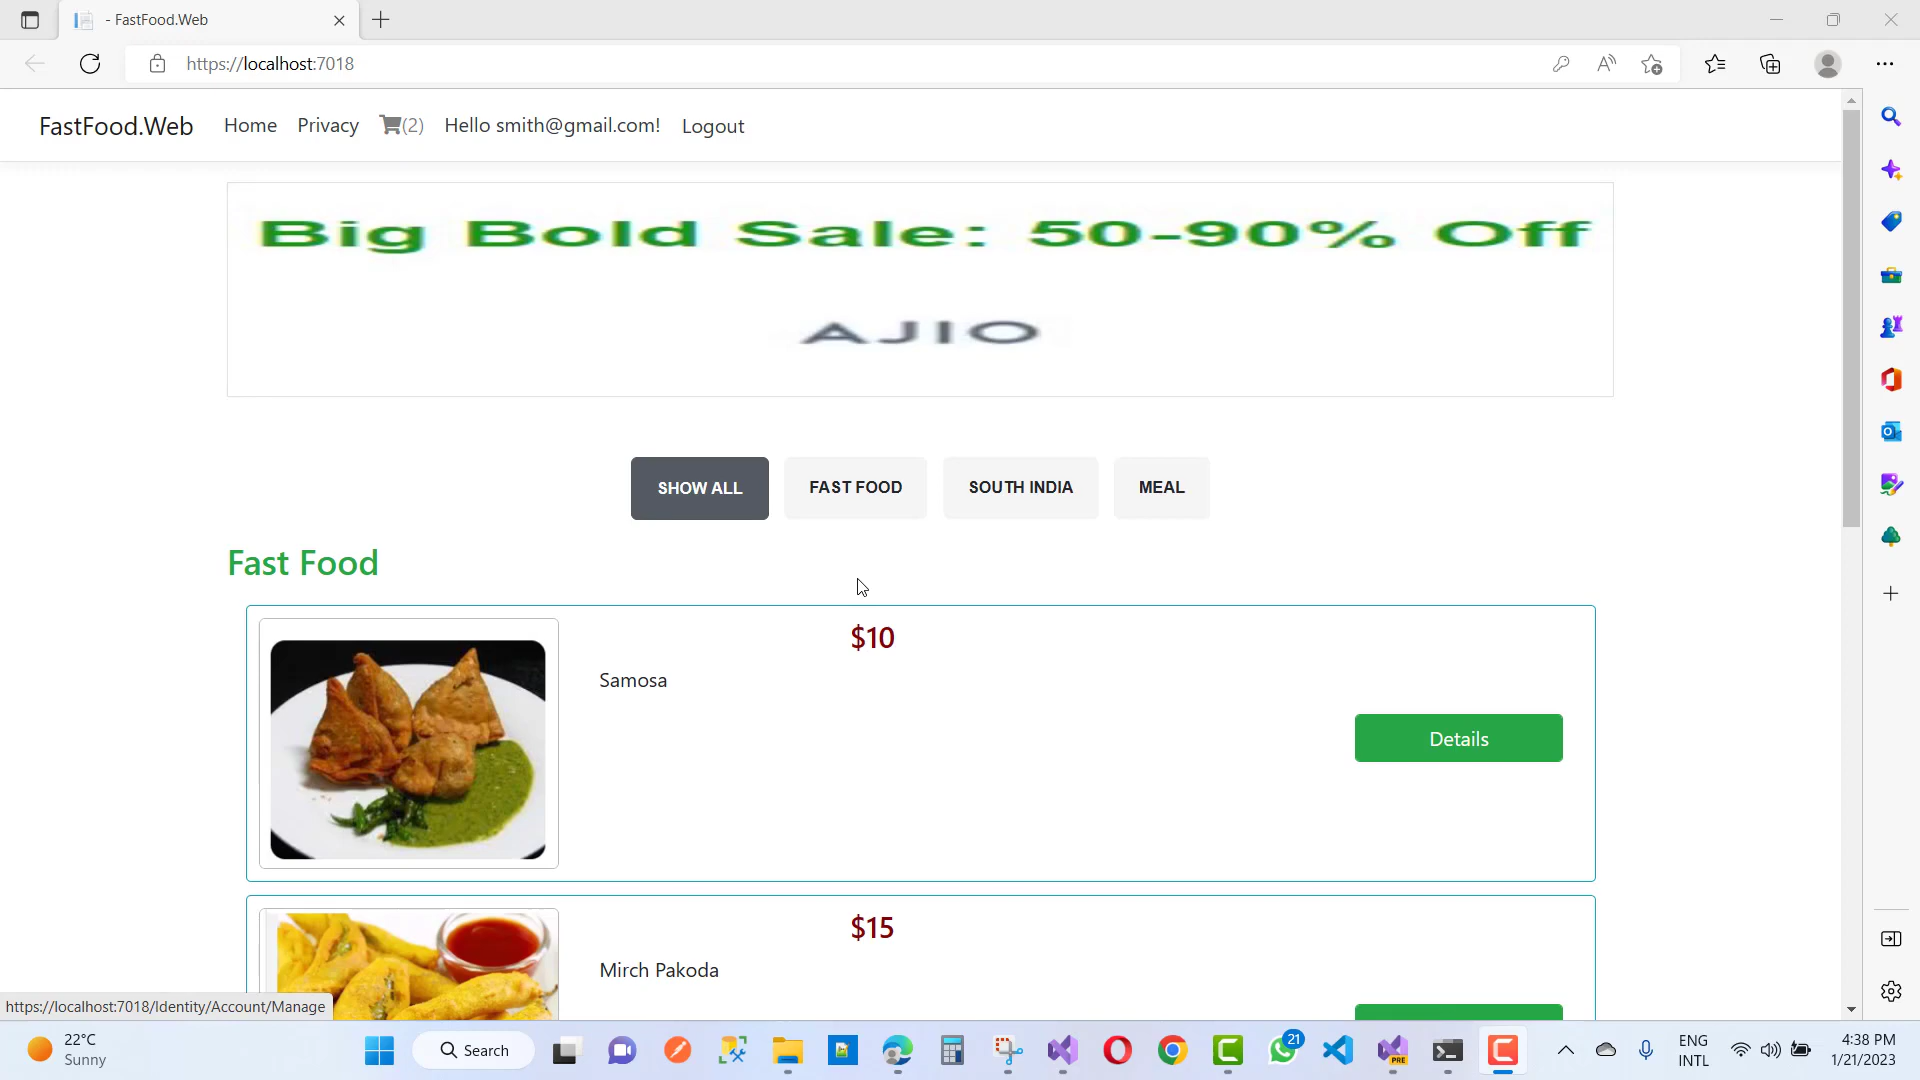 - FastFood.Web
https://localhost:7018
FastFood.Web Home Privacy (2) Hello smith@gmail.com! Logout
Big Bold Sale: 50-90% Off
AJIO
SHOW ALL FAST FOOD SOUTH INDIA MEAL
Fast Food
$10
Samosa
Details
$15
Mirch Pakoda
https://localhost:7018/Identity/Account/Manage
22°C
Sunny
Search
21
PRE
ENG
INTL
4:38 PM
1/21/2023